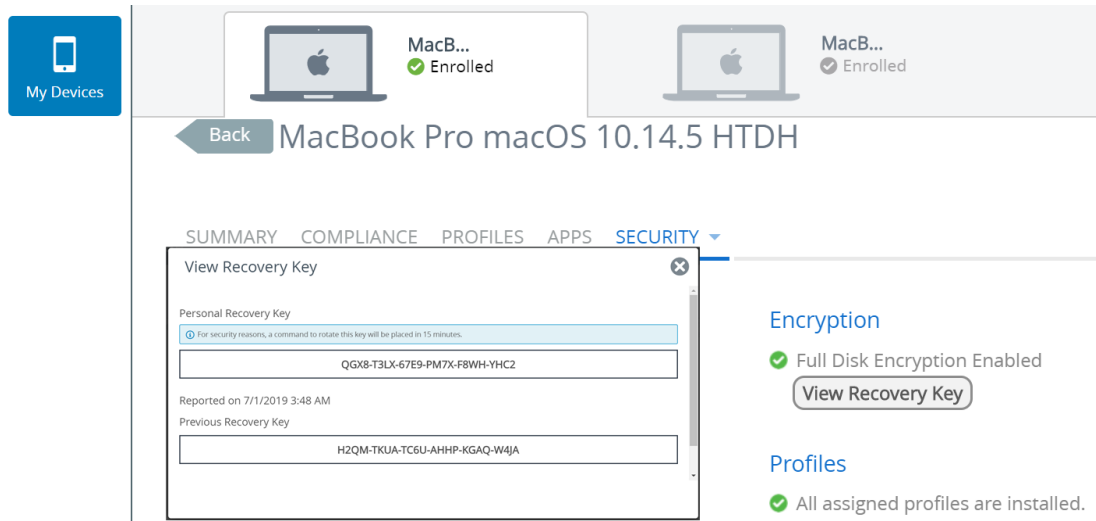 My Devices
MacB...
Enrolled
MacB...
Enrolled
Back
MacBook Pro macOS 10.14.5 HTDH
SUMMARY COMPLIANCE PROFILES APPS SECURITY
View Recovery Key
Personal Recovery Key
For security reasons, a command to rotate this key will be placed in 15 minutes.
QGX8-T3LX-67E9-PM7X-F8WH-YHC2
Reported on 7/1/2019 3:48 AM
Previous Recovery Key
H2QM-TKUA-TC6U-AHHP-KGAQ-W4JA
Encryption
Full Disk Encryption Enabled
View Recovery Key
Profiles
All assigned profiles are installed.